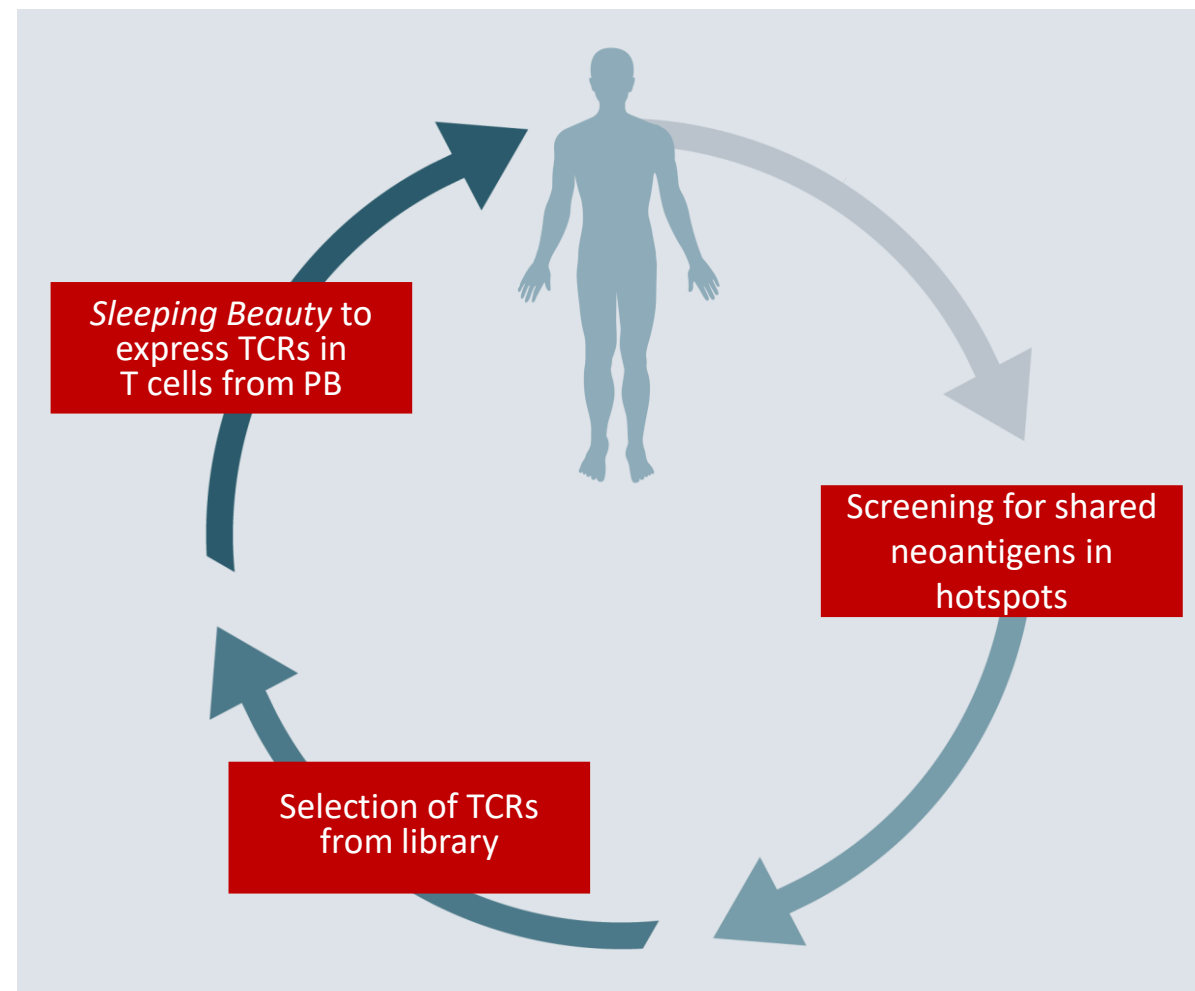 Sleeping Beauty to
express TCRs in
T cells from PB
Screening for shared
neoantigens in
hotspots
Selection of TCRs
from library